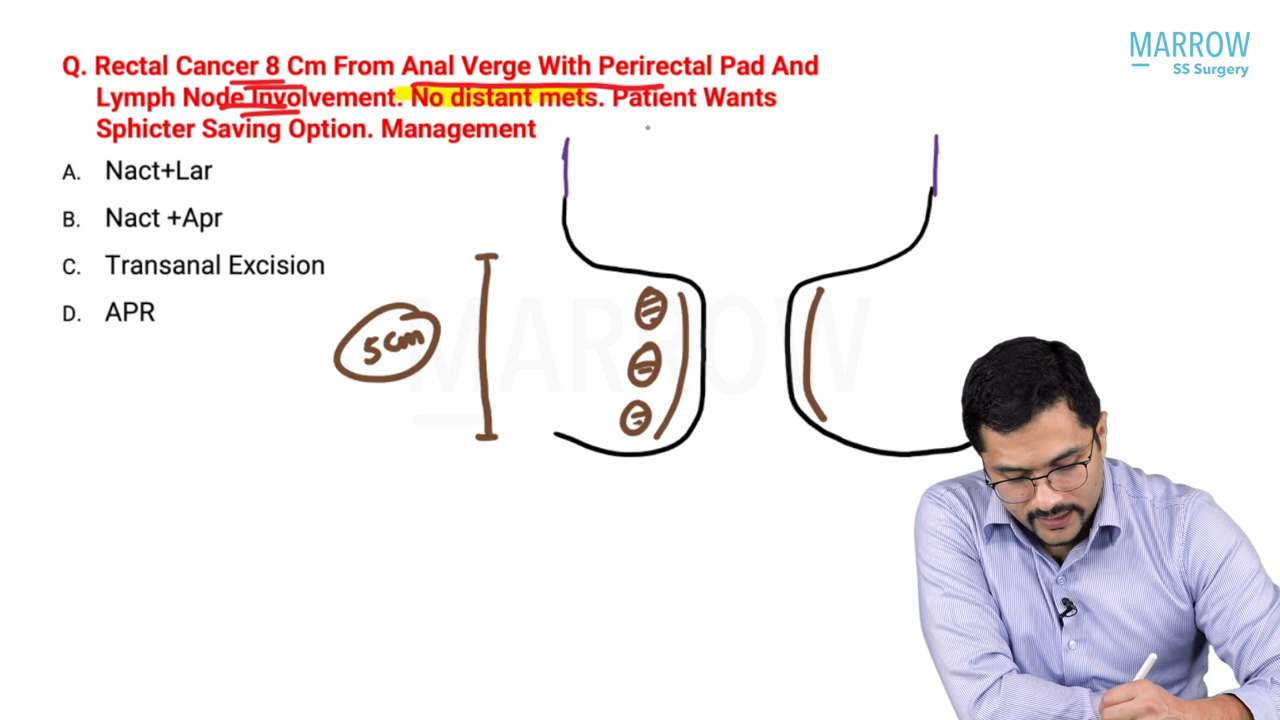 MARROW
SS Surgery
Q. Rectal Cancer 8 Cm From Anal Verge With Perirectal Pad And
Lymph Node Involvement. No distant mets. Patient Wants
Sphicter Saving Option. Management
A. Nact+Lar
B. Nact +Apr
C. Transanal Excision
D. APR
5cm
MARROW